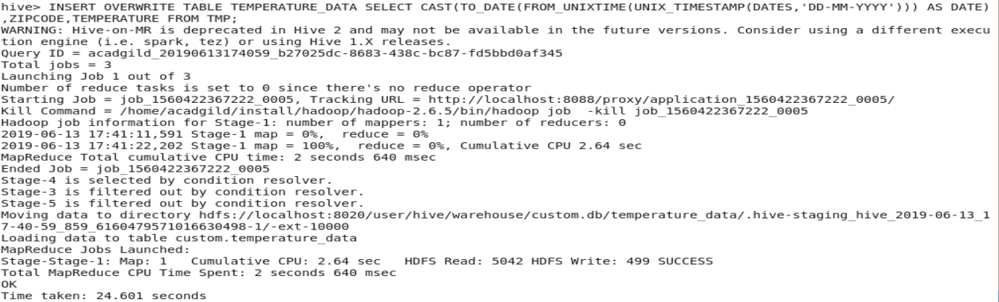 hive> INSERT OVERWRITE TABLE TEMPERATURE_DATA SELECT CAST(TO_DATE(FROM_UNIXTIME(UNIX_TIMESTAMP(DATES,'DD-MM-YYYY'))) AS DATE)
,ZIPCODE,TEMPERATURE FROM TMP;
WARNING: Hive-on-MR is deprecated in Hive 2 and may not be available in the future versions. Consider using a different execu
tion engine (i.e. spark, tez) or using Hive 1.X releases.
Query ID = acadgild_20190613174059_b27025dc-8683-438c-bc87-fd5bbd0af345
Total jobs = 3
Launching Job 1 out of 3
Number of reduce tasks is set to 0 since there's no reduce operator
Starting Job = job_1560422367222_0005, Tracking URL = http://localhost:8088/proxy/application_1560422367222_0005/
Kill Command = /home/acadgild/install/hadoop/hadoop-2.6.5/bin/hadoop job  -kill job_1560422367222_0005
Hadoop job information for Stage-1: number of mappers: 1; number of reducers: 0
2019-06-13 17:41:11,591 Stage-1 map = 0%,  reduce = 0%
2019-06-13 17:41:22,202 Stage-1 map = 100%,  reduce = 0%, Cumulative CPU 2.64 sec
MapReduce Total cumulative CPU time: 2 seconds 640 msec
Ended Job = job_1560422367222_0005
Stage-4 is selected by condition resolver.
Stage-3 is filtered out by condition resolver.
Stage-5 is filtered out by condition resolver.
Moving data to directory hdfs://localhost:8020/user/hive/warehouse/custom.db/temperature_data/.hive-staging_hive_2019-06-13_1
7-40-59_859_6160479571016630498-1/-ext-10000
Loading data to table custom.temperature_data
MapReduce Jobs Launched:
Stage-Stage-1: Map: 1   Cumulative CPU: 2.64 sec   HDFS Read: 5042 HDFS Write: 499 SUCCESS
Total MapReduce CPU Time Spent: 2 seconds 640 msec
OK
Time taken: 24.601 seconds